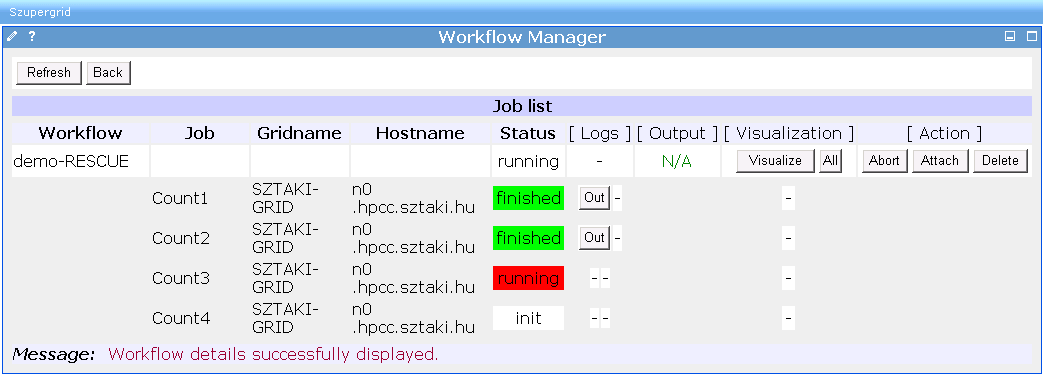 Szupergrid
? Workflow Manager
Refresh Back
Job list
Workflow Job Gridname Hostname Status [ Logs ] [ Output ] [ Visualization ] [ Action ]
demo-RESCUE running - N/A Visualize All Abort Attach Delete
Count1 SZTAKI- n0 finished Out - -
GRID .hpcc.sztaki.hu
Count2 SZTAKI- n0 finished Out - -
GRID .hpcc.sztaki.hu
Count3 SZTAKI- n0 running - - -
GRID .hpcc.sztaki.hu
Count4 SZTAKI- n0 init - - -
GRID .hpcc.sztaki.hu
Message: Workflow details successfully displayed.